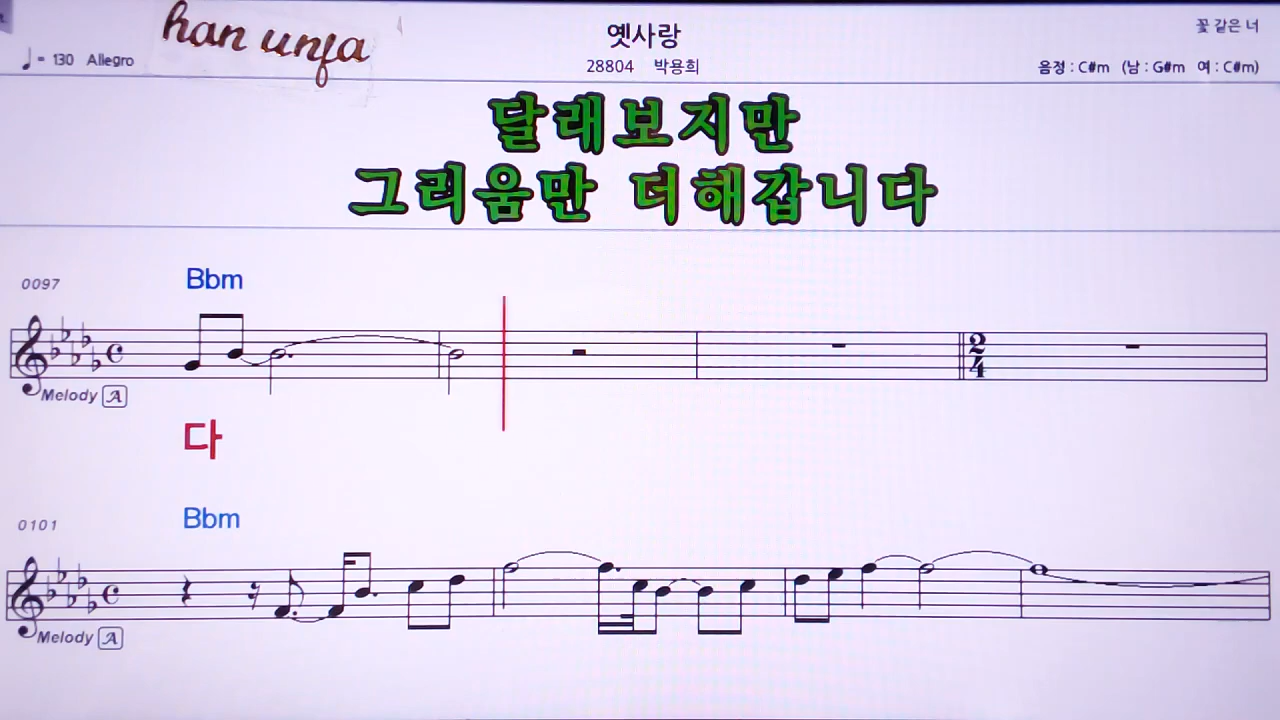 han unja
옛사랑
꽃 같은 너
♩ = 130 Allegro
28804 박용희
음정 : C#m (남 : G#m 여 : C#m)
달래보지만
그리움만 더해갑니다
0097
Bbm
2
4
Melody A
다
0101
Bbm
Melody A